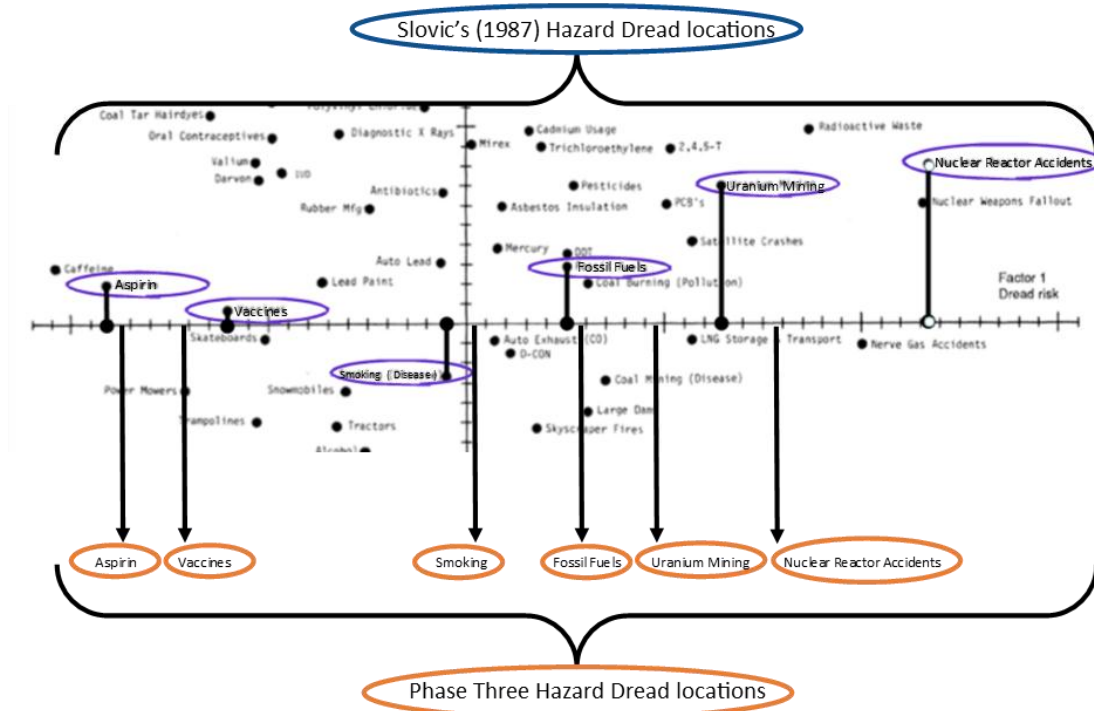 Slovic's (1987) Hazard Dread locations
Coal Tar Hairdyes
Oral Contraceptives
Diagnostic X Rays
Mirex
Cadmium Usage
Trichloroethylene
2,4,5-T
Radioactive Waste
Valium
Darvon
IUD
Antibiotics
Rubber Mfg
Pesticides
Asbestos Insulation
PCB's
Uranium Mining
Nuclear Reactor Accidents
Nuclear Weapons Fallout
Caffeine
Aspirin
Vaccines
Lead Paint
Auto Lead
Mercury
DDT
Fossil Fuels
Coal Burning (Pollution)
Satellite Crashes
Factor 1
Dread risk
Skateboards
Smoking (Disease)
Auto Exhaust (CO)
D-CON
LNG Storage & Transport
Nerve Gas Accidents
Power Mowers
Snowmobiles
Coal Mining (Disease)
Trampolines
Tractors
Large Dam
Skyscraper Fires
Alcohol
Aspirin
Vaccines
Smoking
Fossil Fuels
Uranium Mining
Nuclear Reactor Accidents
Phase Three Hazard Dread locations